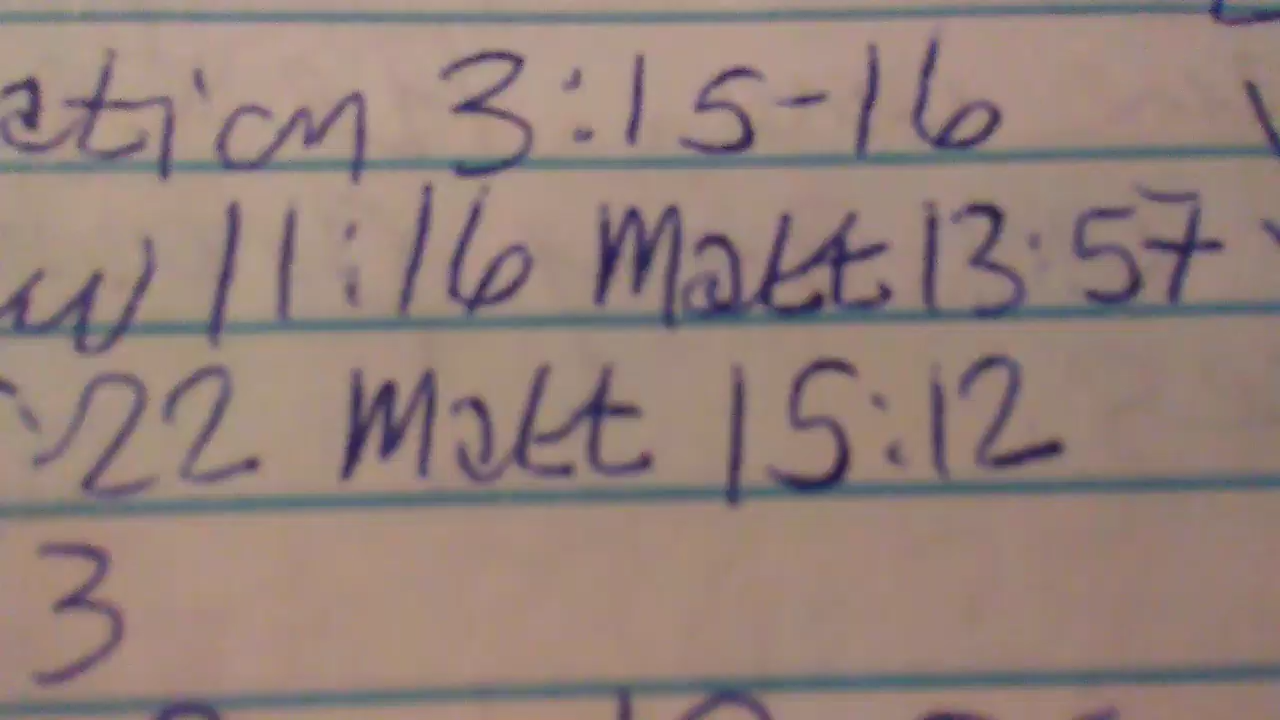 ation 3:15-16
w 11:16 Matt 13:57
:22 Matt 15:12
3